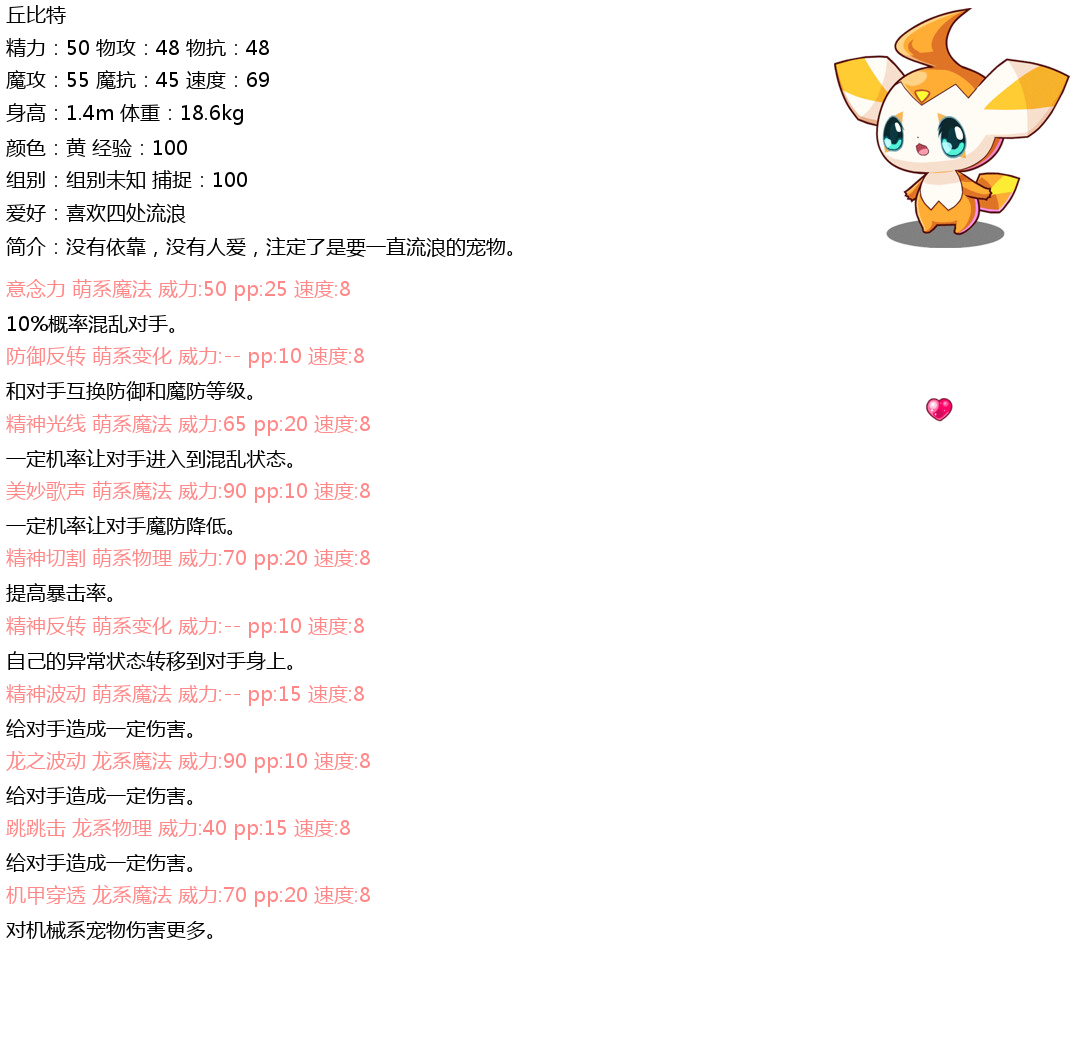 丘比特
精力：50 物攻：48 物抗：48
魔攻：55 魔抗：45 速度：69
身高：1.4m 体重：18.6kg
颜色：黄 经验：100
组别：组别未知 捕捉：100
爱好：喜欢四处流浪
简介：没有依靠，没有人爱，注定了是要一直流浪的宠物。
意念力 萌系魔法 威力:50 pp:25 速度:8
10%概率混乱对手。
防御反转 萌系变化 威力:-- pp:10 速度:8
和对手互换防御和魔防等级。
精神光线 萌系魔法 威力:65 pp:20 速度:8
一定机率让对手进入到混乱状态。
美妙歌声 萌系魔法 威力:90 pp:10 速度:8
一定机率让对手魔防降低。
精神切割 萌系物理 威力:70 pp:20 速度:8
提高暴击率。
精神反转 萌系变化 威力:-- pp:10 速度:8
自己的异常状态转移到对手身上。
精神波动 萌系魔法 威力:-- pp:15 速度:8
给对手造成一定伤害。
龙之波动 龙系魔法 威力:90 pp:10 速度:8
给对手造成一定伤害。
跳跳击 龙系物理 威力:40 pp:15 速度:8
给对手造成一定伤害。
机甲穿透 龙系魔法 威力:70 pp:20 速度:8
对机械系宠物伤害更多。